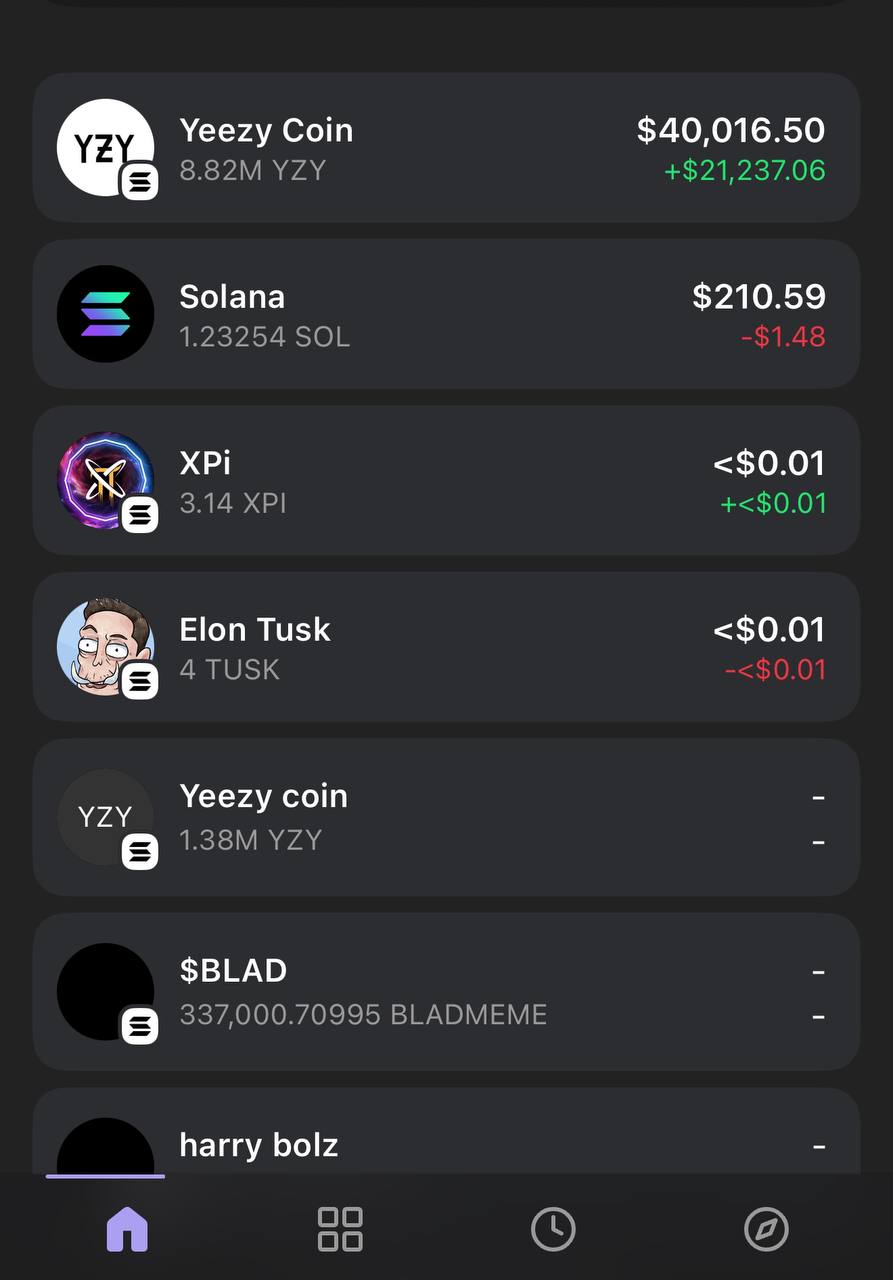 YZY
Yeezy Coin
$40,016.50
8.82M YZY
+$21,237.06
Solana
$210.59
1.23254 SOL
-$1.48
XPi
<$0.01
3.14 XPI
+<$0.01
Elon Tusk
<$0.01
4 TUSK
-<$0.01
YZY
Yeezy coin
-
1.38M YZY
-
$BLAD
-
337,000.70995 BLADMEME
-
harry bolz
-